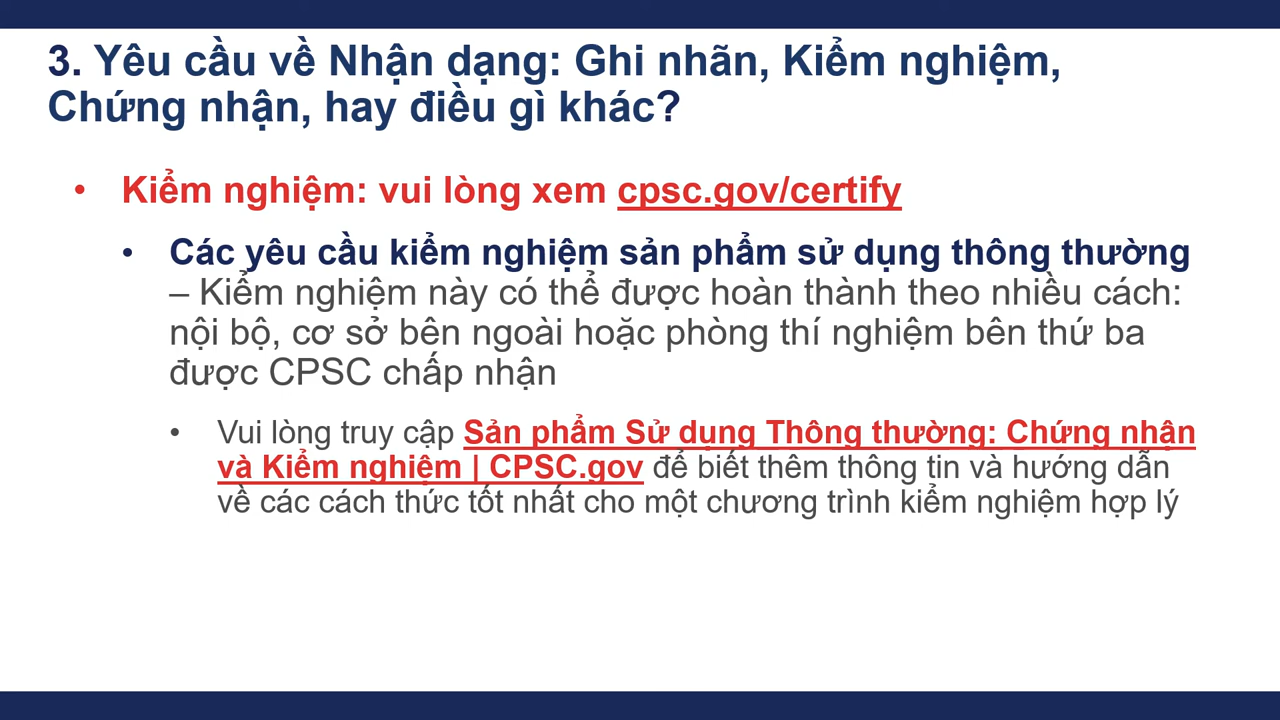 3. Yêu cầu về Nhận dạng: Ghi nhãn, Kiểm nghiệm,
Chứng nhận, hay điều gì khác?
• Kiểm nghiệm: vui lòng xem cpsc.gov/certify
• Các yêu cầu kiểm nghiệm sản phẩm sử dụng thông thường
– Kiểm nghiệm này có thể được hoàn thành theo nhiều cách:
nội bộ, cơ sở bên ngoài hoặc phòng thí nghiệm bên thứ ba
được CPSC chấp nhận
• Vui lòng truy cập Sản phẩm Sử dụng Thông thường: Chứng nhận
và Kiểm nghiệm | CPSC.gov để biết thêm thông tin và hướng dẫn
về các cách thức tốt nhất cho một chương trình kiểm nghiệm hợp lý